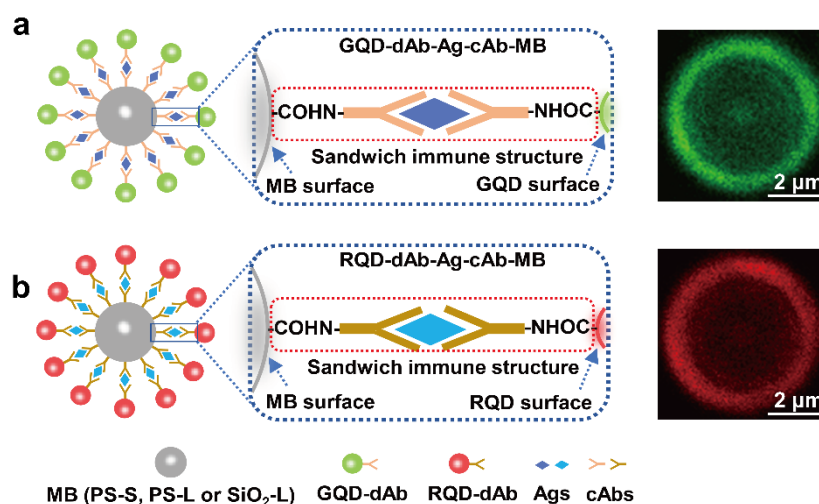 a
GQD-dAb-Ag-cAb-MB
-COHN-
-NHOC-
Sandwich immune structure
MB surface
GQD surface
2 μm
b
RQD-dAb-Ag-cAb-MB
-COHN-
-NHOC-
Sandwich immune structure
MB surface
RQD surface
2 μm
MB (PS-S, PS-L or SiO₂-L)
GQD-dAb
RQD-dAb
Ags
cAbs